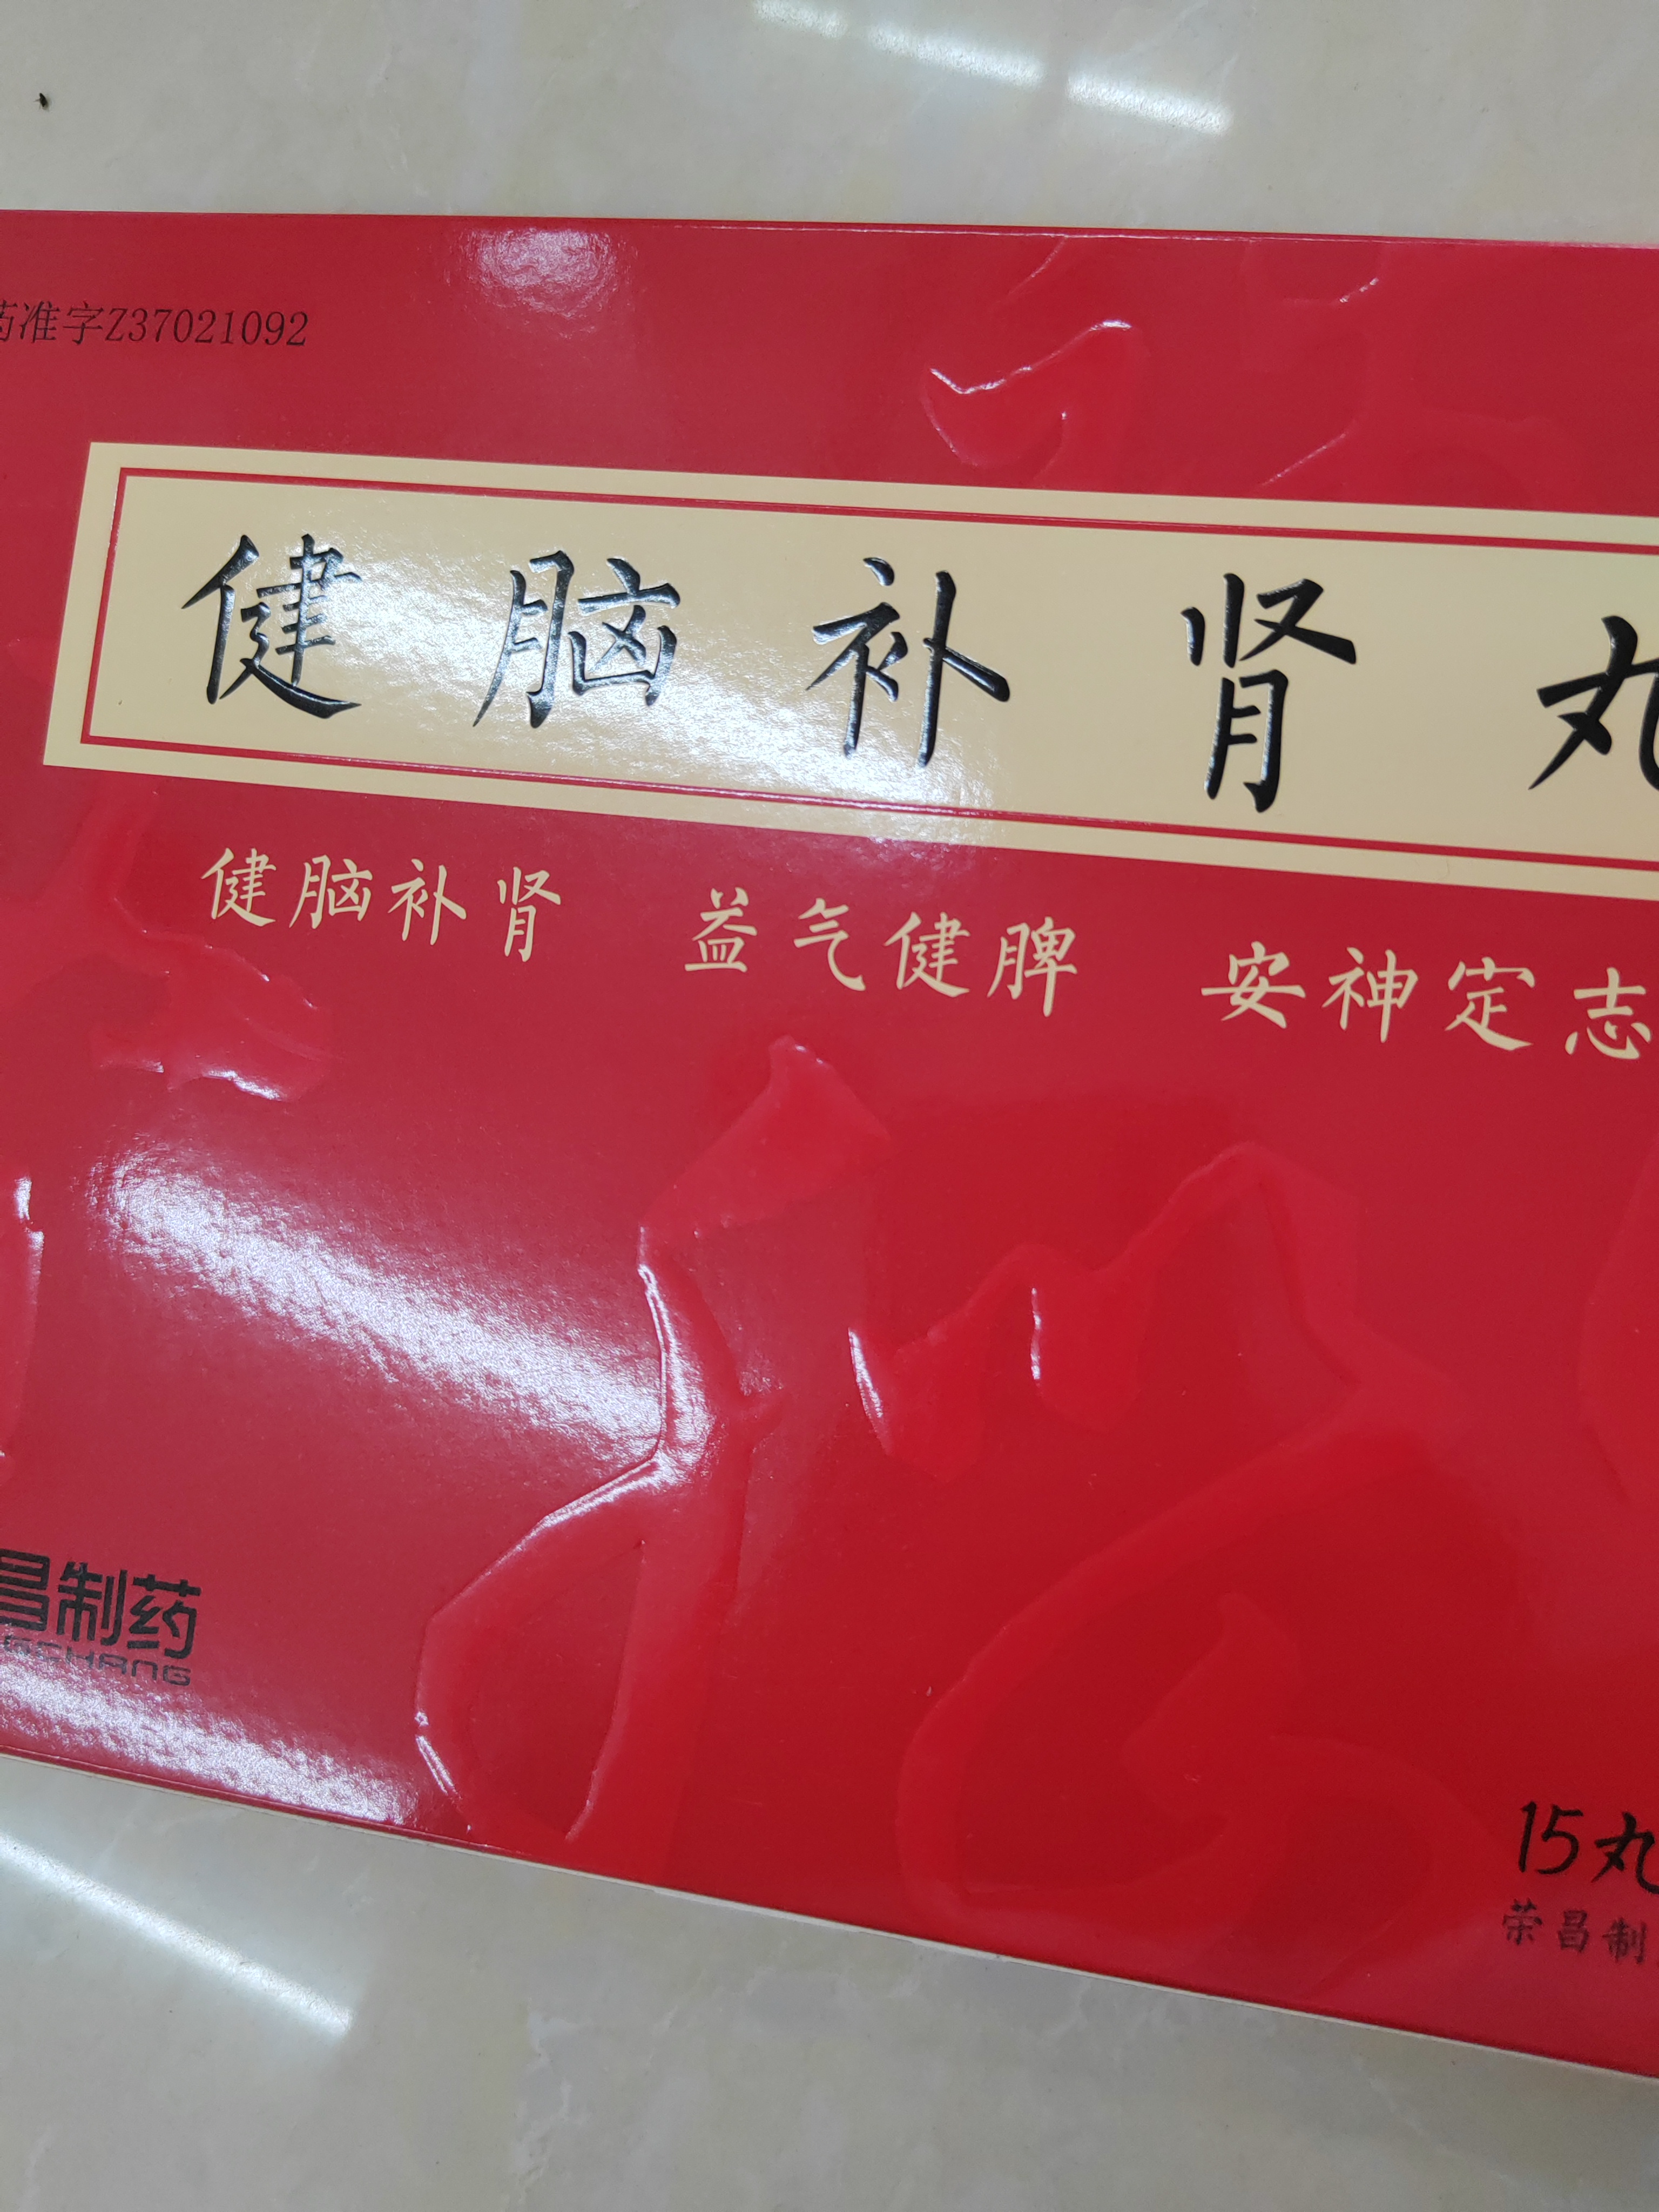 药准字Z37021092
健脑补肾丸
健脑补肾 益气健脾 安神定志
昌制药
GCHANG
15丸
荣昌制